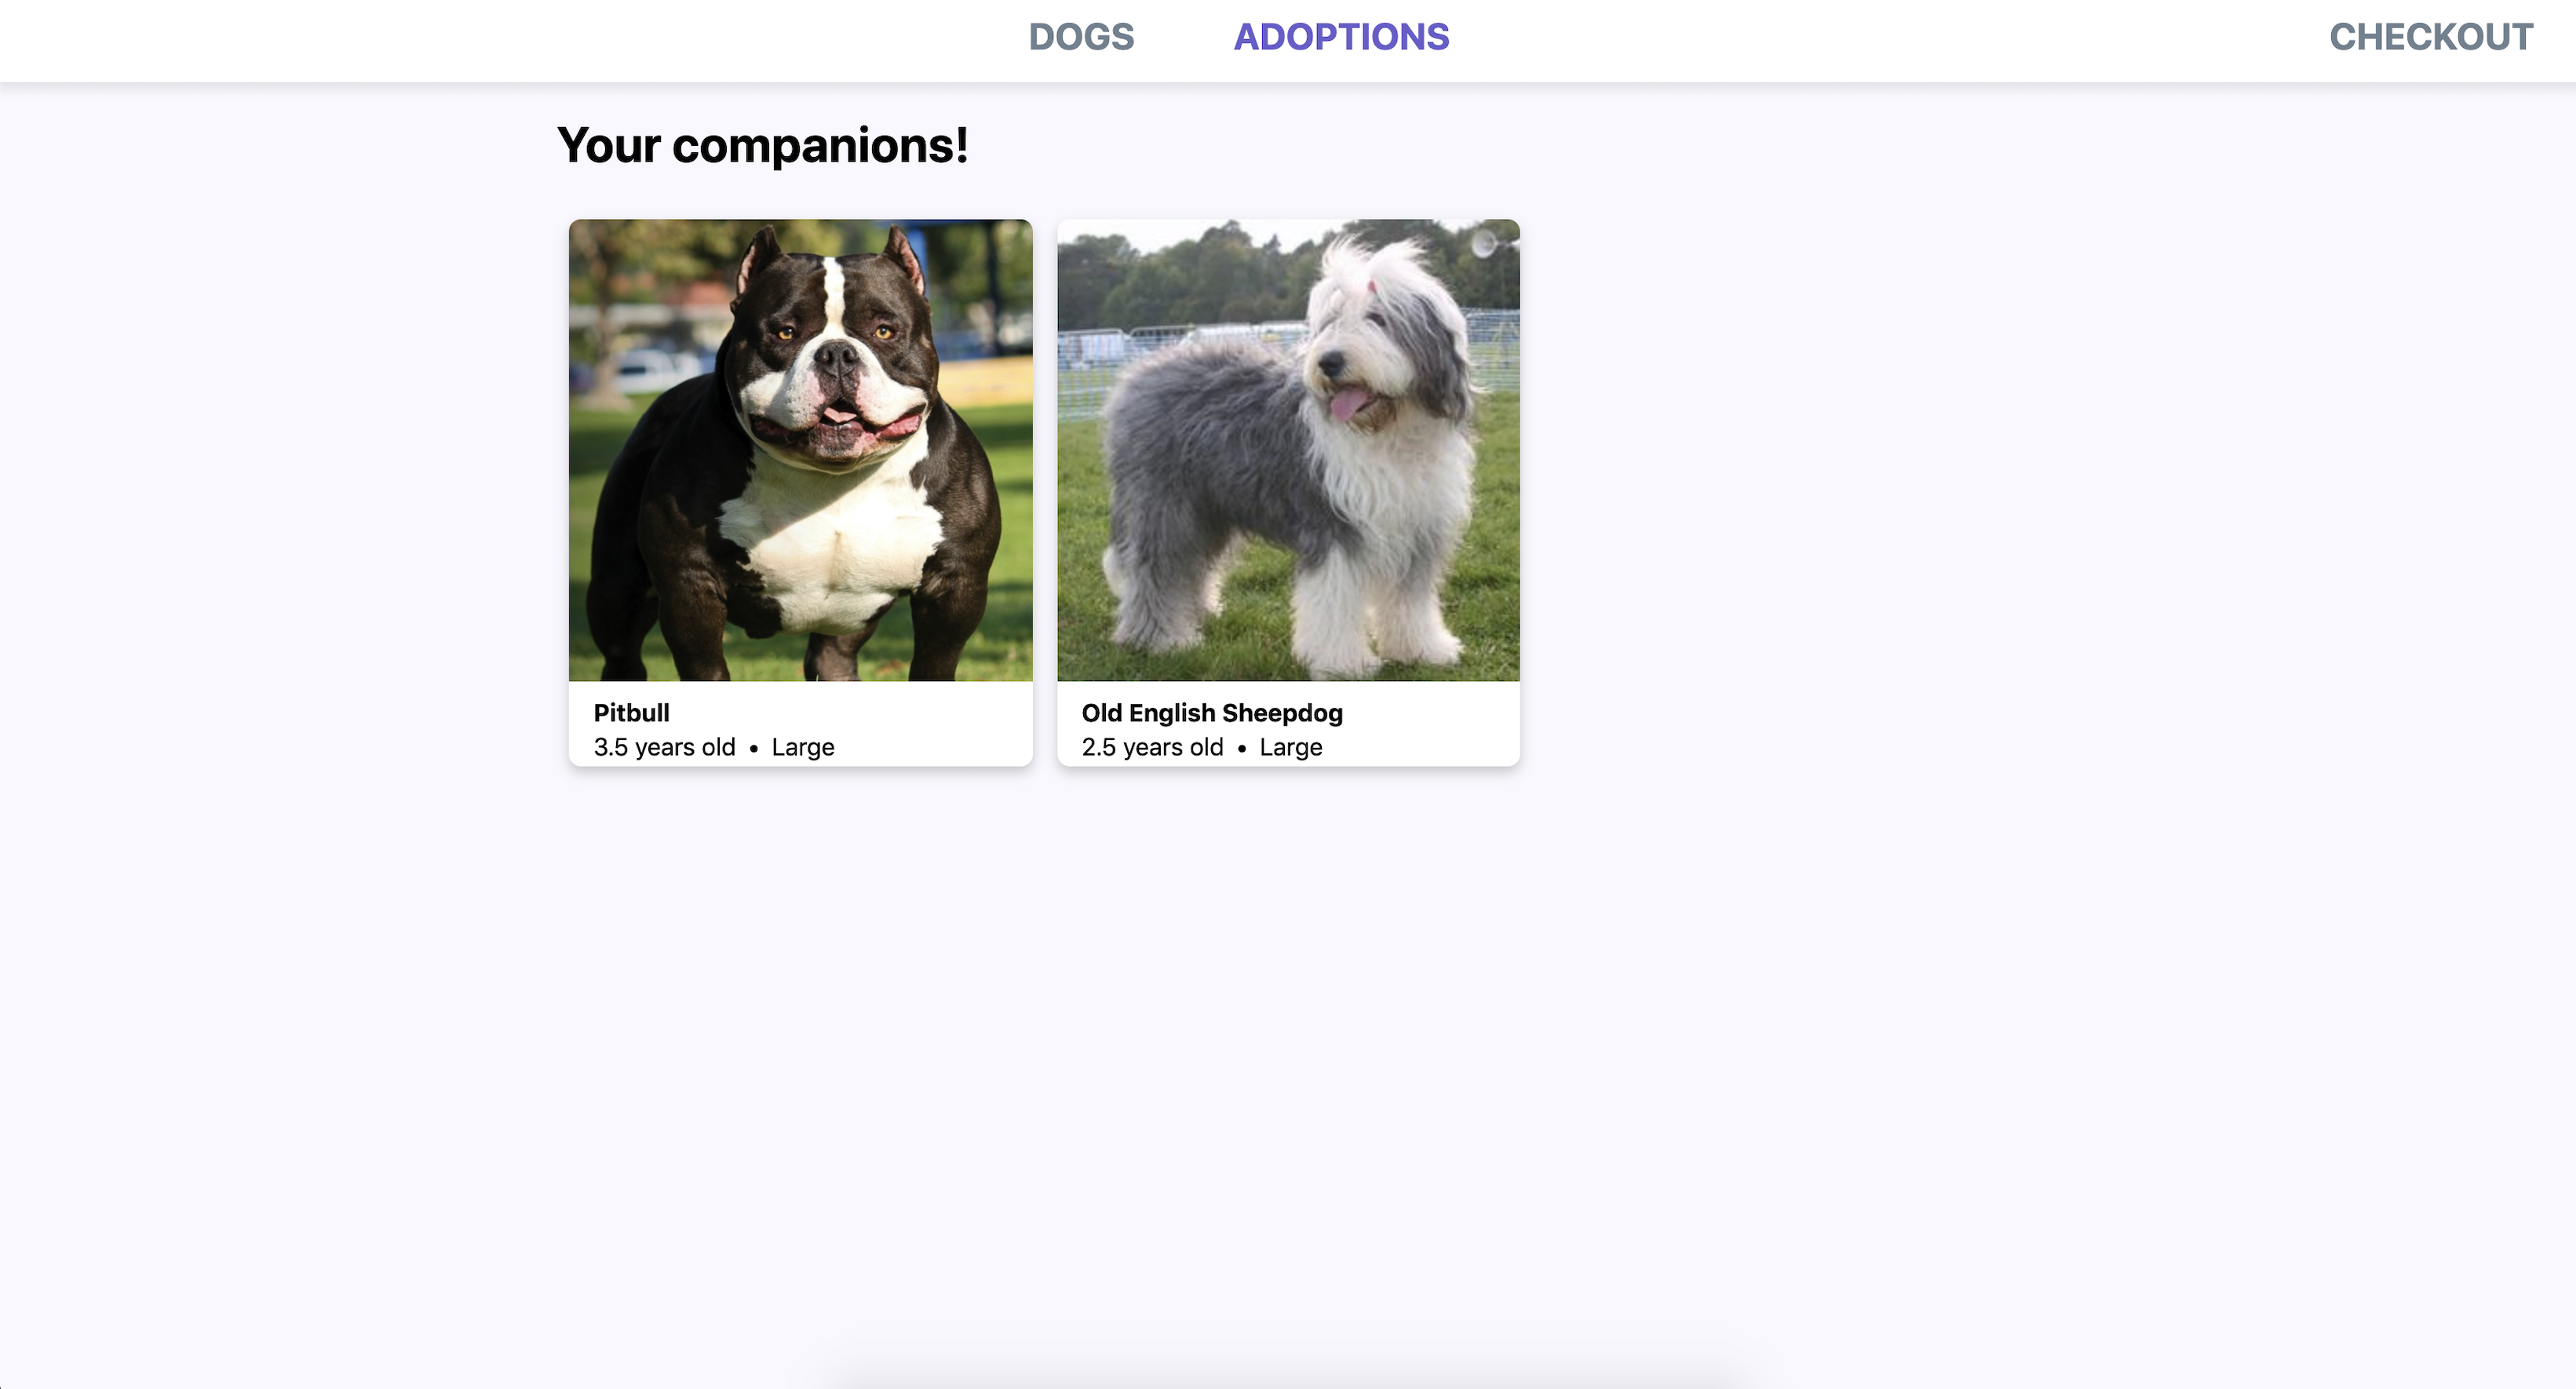 DOGS ADOPTIONS CHECKOUT
Your companions!
Pitbull
3.5 years old • Large
Old English Sheepdog
2.5 years old • Large